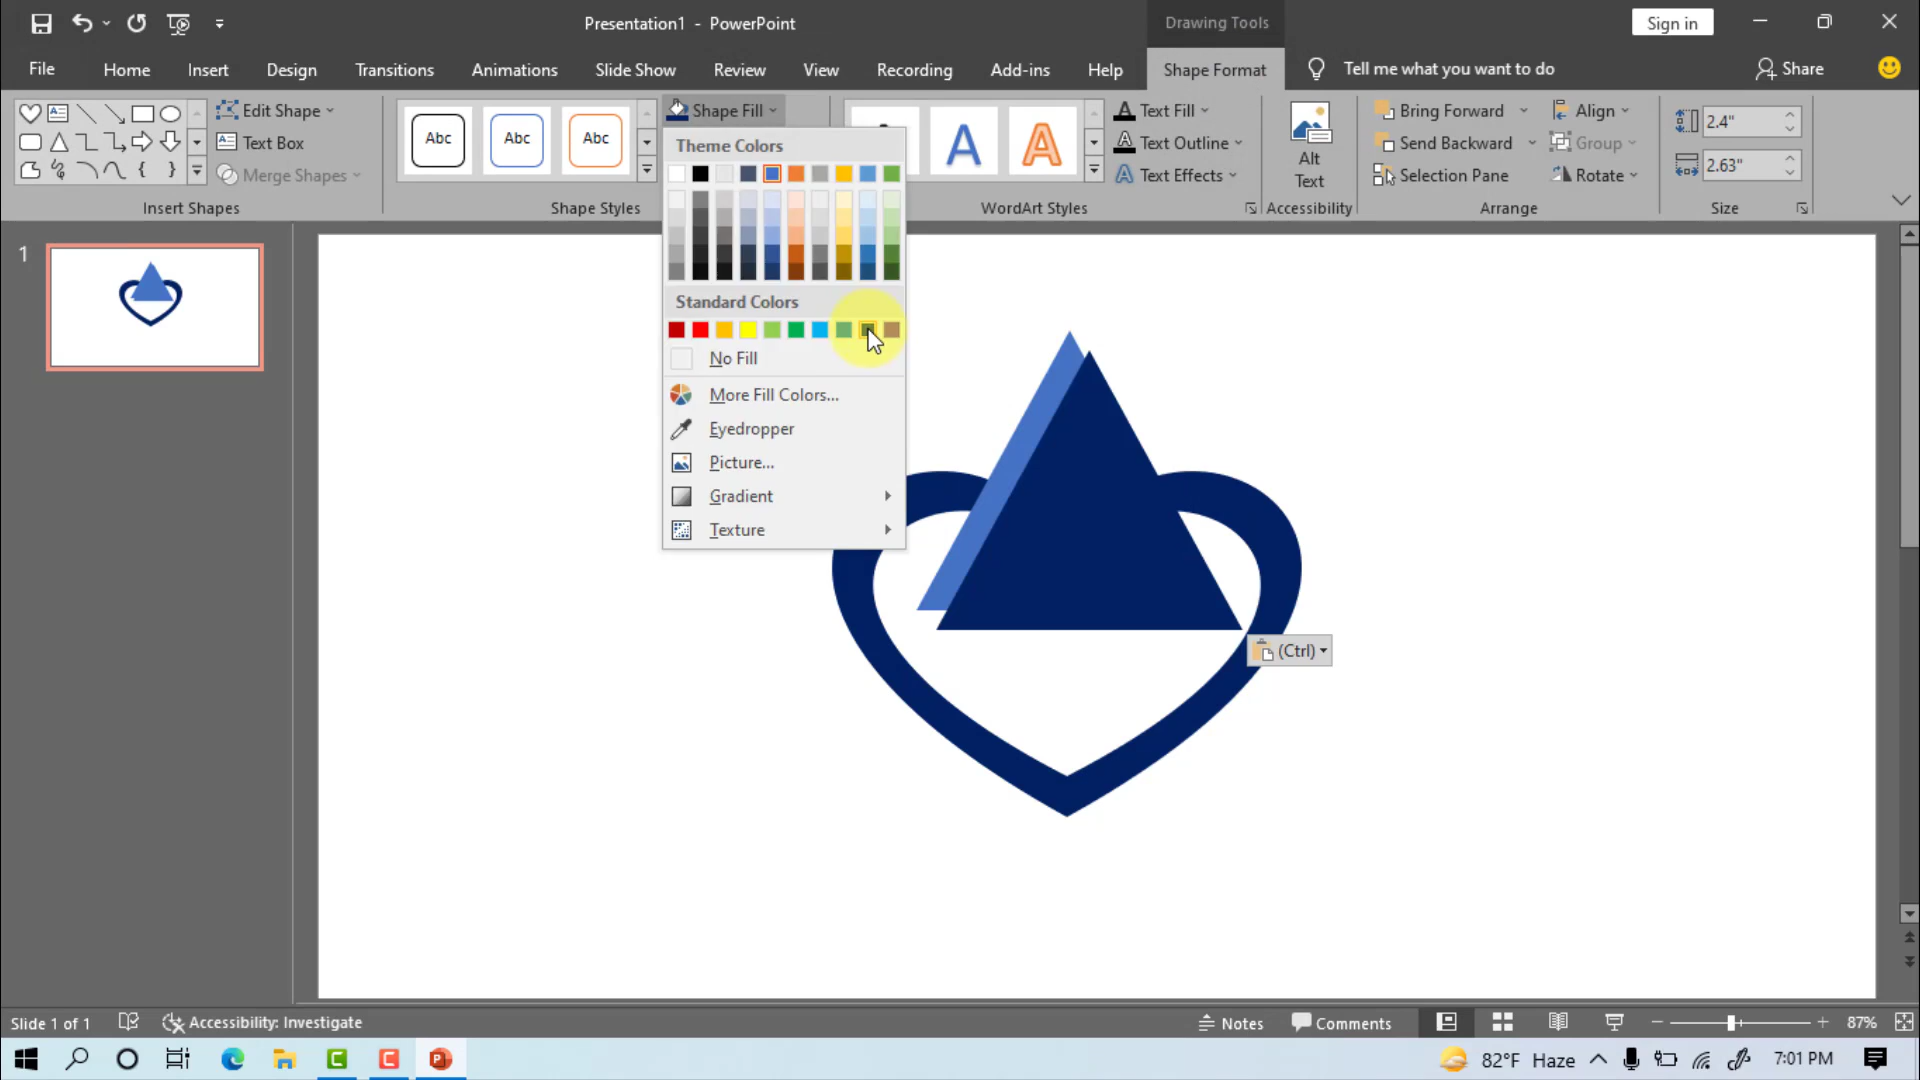 Presentation1 - PowerPoint
Drawing Tools
Sign in
File Home Insert Design Transitions Animations Slide Show Review View Recording Add-ins Help Shape Format Tell me what you want to do Share
Edit Shape
Text Box
Merge Shapes
Insert Shapes
Abc Abc Abc
Shape Styles
Shape Fill
Theme Colors
Standard Colors
No Fill
More Fill Colors...
Eyedropper
Picture...
Gradient
Texture
A A
WordArt Styles
Text Fill
Text Outline
Text Effects
Alt
Text
Accessibility
Bring Forward
Send Backward
Selection Pane
Align
Group
Rotate
Arrange
2.4"
2.63"
Size
1
(Ctrl)
Slide 1 of 1 Accessibility: Investigate Notes Comments 87%
82°F Haze 7:01 PM